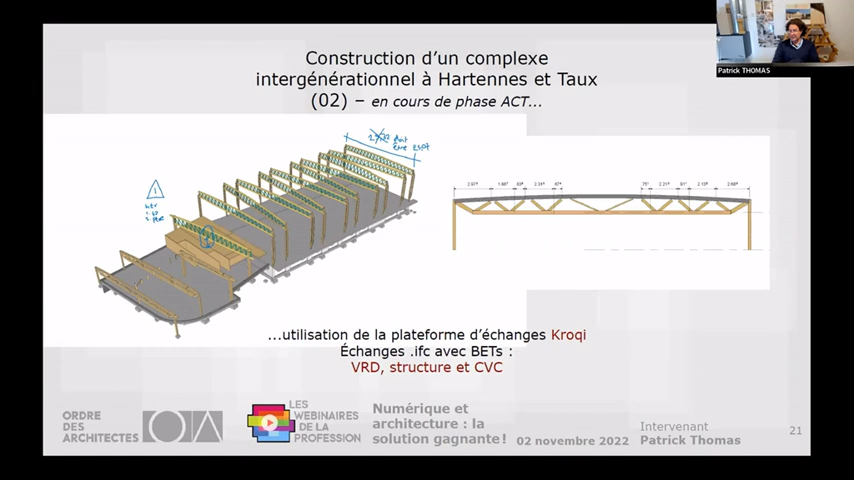 Patrick THOMAS
Construction d'un complexe
intergénérationnel à Hartennes et Taux
(02) – en cours de phase ACT...
...utilisation de la plateforme d'échanges Kroqi
Échanges .ifc avec BETs :
VRD, structure et CVC
ORDRE
DES
ARCHITECTES
LES
WEBINAIRES
DE LA
PROFESSION
Numérique et
architecture : la
solution gagnante!
02 novembre 2022
Intervenant
Patrick Thomas
21